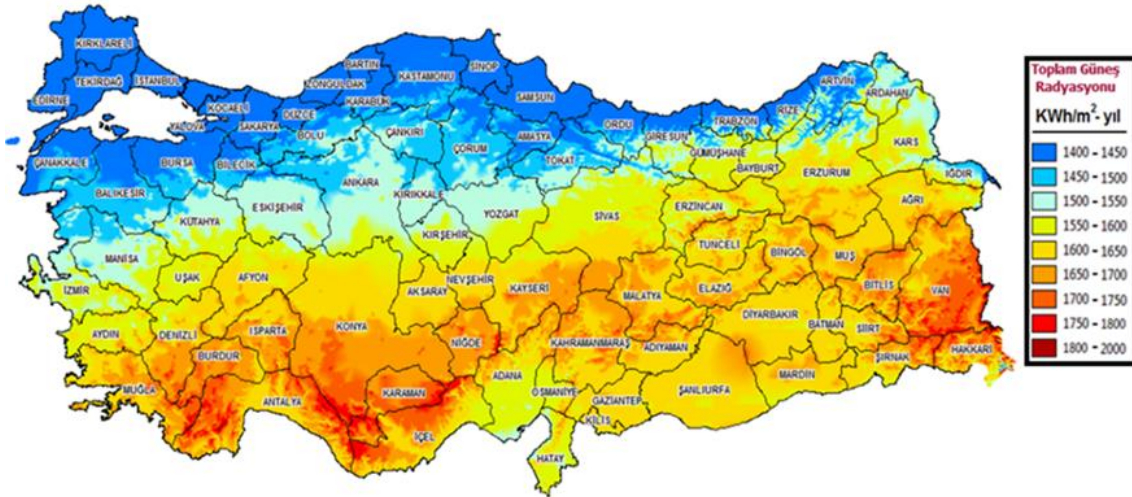 KIRKLARELİ
TEKİRDAĞ
İSTANBUL
EDİRNE
KOCAELİ
YALOVA
SAKARYA
DÜZCE
ZONGULDAK
BARTIN
KARABÜK
KASTAMONU
SİNOP
SAMSUN
BOLU
ÇANKIRI
ÇORUM
AMASYA
TOKAT
ORDU
GİRESUN
TRABZON
RİZE
ARTVİN
ARDAHAN
KARS
GÜMÜŞHANE
BAYBURT
ERZURUM
IĞDIR
AĞRI
ÇANAKKALE
BURSA
BİLECİK
BALIKESİR
KÜTAHYA
ESKİŞEHİR
ANKARA
KIRIKKALE
YOZGAT
KIRŞEHİR
SİVAS
ERZİNCAN
TUNCELİ
BİNGÖL
MUŞ
BİTLİS
VAN
MANİSA
İZMİR
UŞAK
AFYON
AKSARAY
NEVŞEHİR
KAYSERİ
MALATYA
ELAZIĞ
DİYARBAKIR
BATMAN
SİİRT
ŞIRNAK
HAKKARİ
AYDIN
DENİZLİ
ISPARTA
BURDUR
KONYA
NİĞDE
KAHRAMANMARAŞ
ADIYAMAN
MARDİN
MUĞLA
ANTALYA
KARAMAN
İÇEL
ADANA
OSMANİYE
GAZİANTEP
KİLİS
ŞANLIURFA
HATAY
Toplam Güneş
Radyasyonu
KWh/m²- yıl
1400 - 1450
1450 - 1500
1500 - 1550
1550 - 1600
1600 - 1650
1650 - 1700
1700 - 1750
1750 - 1800
1800 - 2000